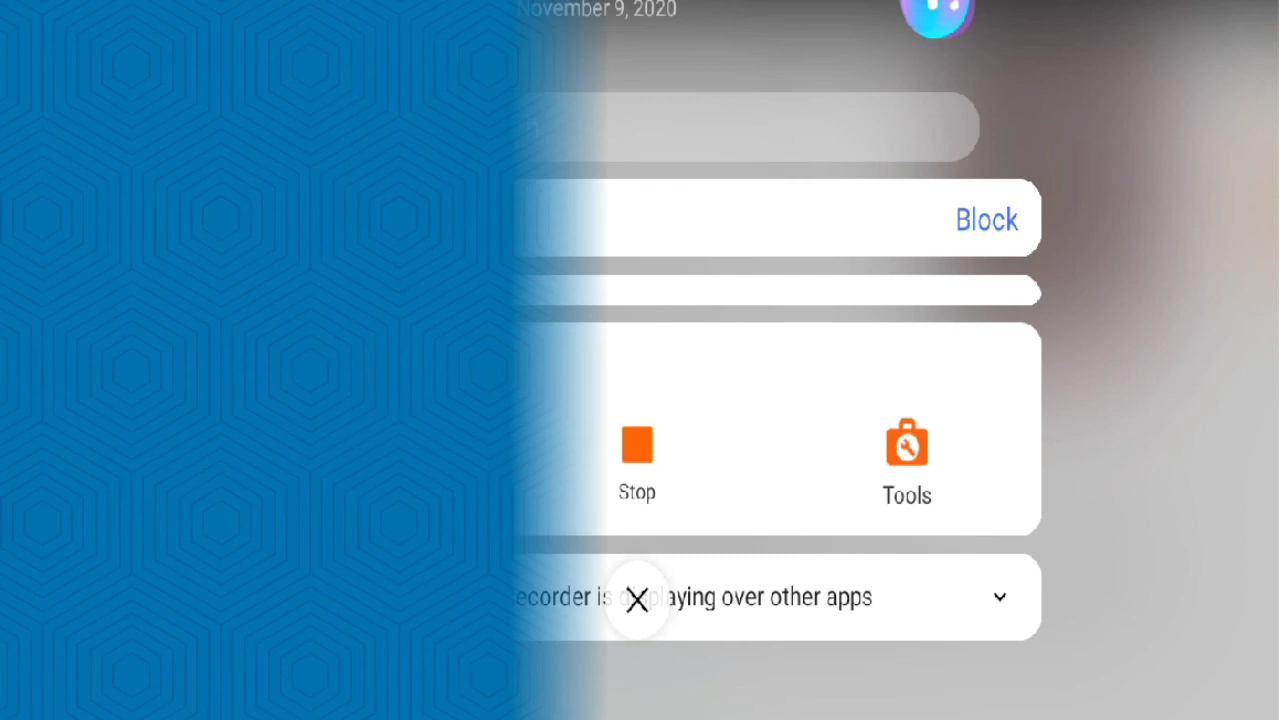 November 9, 2020
Block
Stop
Tools
ecorder is displaying over other apps